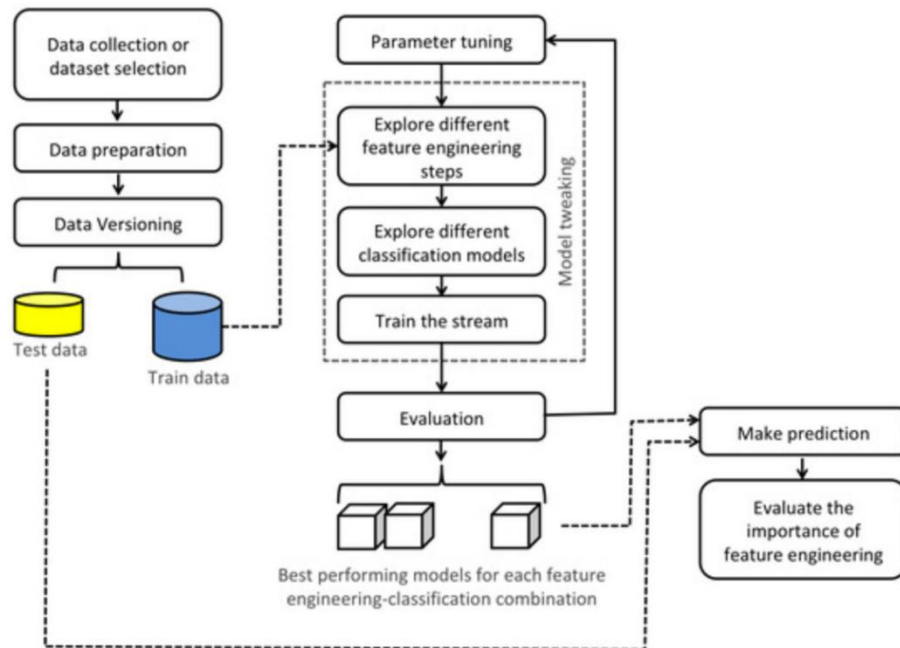 Data collection or
dataset selection
Data preparation
Data Versioning
Test data
Train data
Parameter tuning
Explore different
feature engineering
steps
Explore different
classification models
Train the stream
Model tweaking
Evaluation
Best performing models for each feature
engineering-classification combination
Make prediction
Evaluate the
importance of
feature engineering